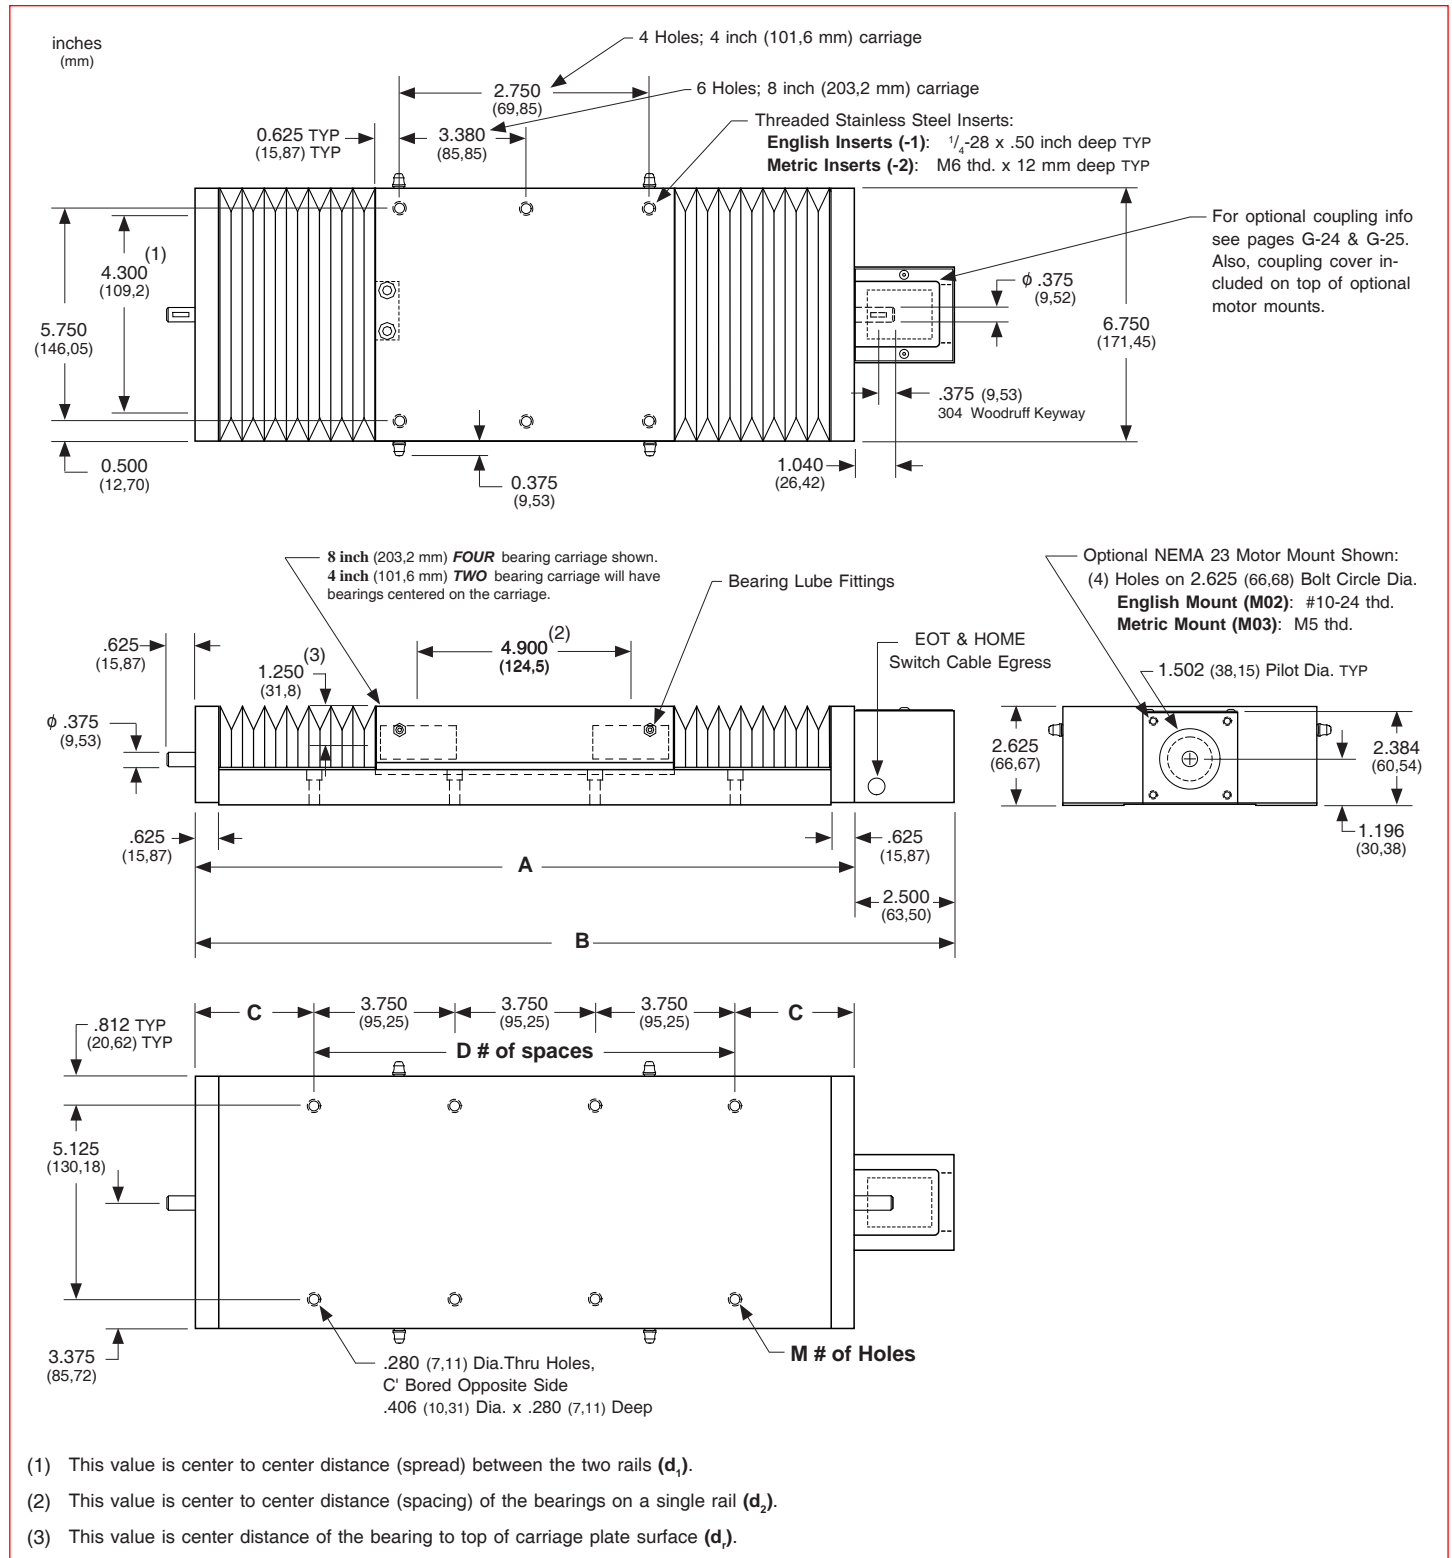 inches
(mm)
4 Holes; 4 inch (101,6 mm) carriage
2.750
(69,85)
6 Holes; 8 inch (203,2 mm) carriage
0.625 TYP
(15,87) TYP
3.380
(85,85)
Threaded Stainless Steel Inserts:
English Inserts (-1): 1/4-28 x .50 inch deep TYP
Metric Inserts (-2): M6 thd. x 12 mm deep TYP
For optional coupling info
see pages G-24 & G-25.
Also, coupling cover in-
cluded on top of optional
motor mounts.
(1)
4.300
(109,2)
ϕ .375
(9,52)
5.750
(146,05)
6.750
(171,45)
.375 (9,53)
304 Woodruff Keyway
0.500
(12,70)
0.375
(9,53)
1.040
(26,42)
8 inch (203,2 mm) FOUR bearing carriage shown.
4 inch (101,6 mm) TWO bearing carriage will have
bearings centered on the carriage.
Bearing Lube Fittings
Optional NEMA 23 Motor Mount Shown:
(4) Holes on 2.625 (66,68) Bolt Circle Dia.
English Mount (M02): #10-24 thd.
Metric Mount (M03): M5 thd.
.625
(15,87)
(3)
1.250
(31,8)
4.900(2)
(124,5)
EOT & HOME
Switch Cable Egress
1.502 (38,15) Pilot Dia. TYP
ϕ .375
(9,53)
2.625
(66,67)
2.384
(60,54)
.625
(15,87)
.625
(15,87)
1.196
(30,38)
A
2.500
(63,50)
B
.812 TYP
(20,62) TYP
C
3.750
(95,25)
3.750
(95,25)
3.750
(95,25)
C
D # of spaces
5.125
(130,18)
3.375
(85,72)
.280 (7,11) Dia.Thru Holes,
C' Bored Opposite Side
.406 (10,31) Dia. x .280 (7,11) Deep
M # of Holes
(1) This value is center to center distance (spread) between the two rails (d1).
(2) This value is center to center distance (spacing) of the bearings on a single rail (d2).
(3) This value is center distance of the bearing to top of carriage plate surface (dr).